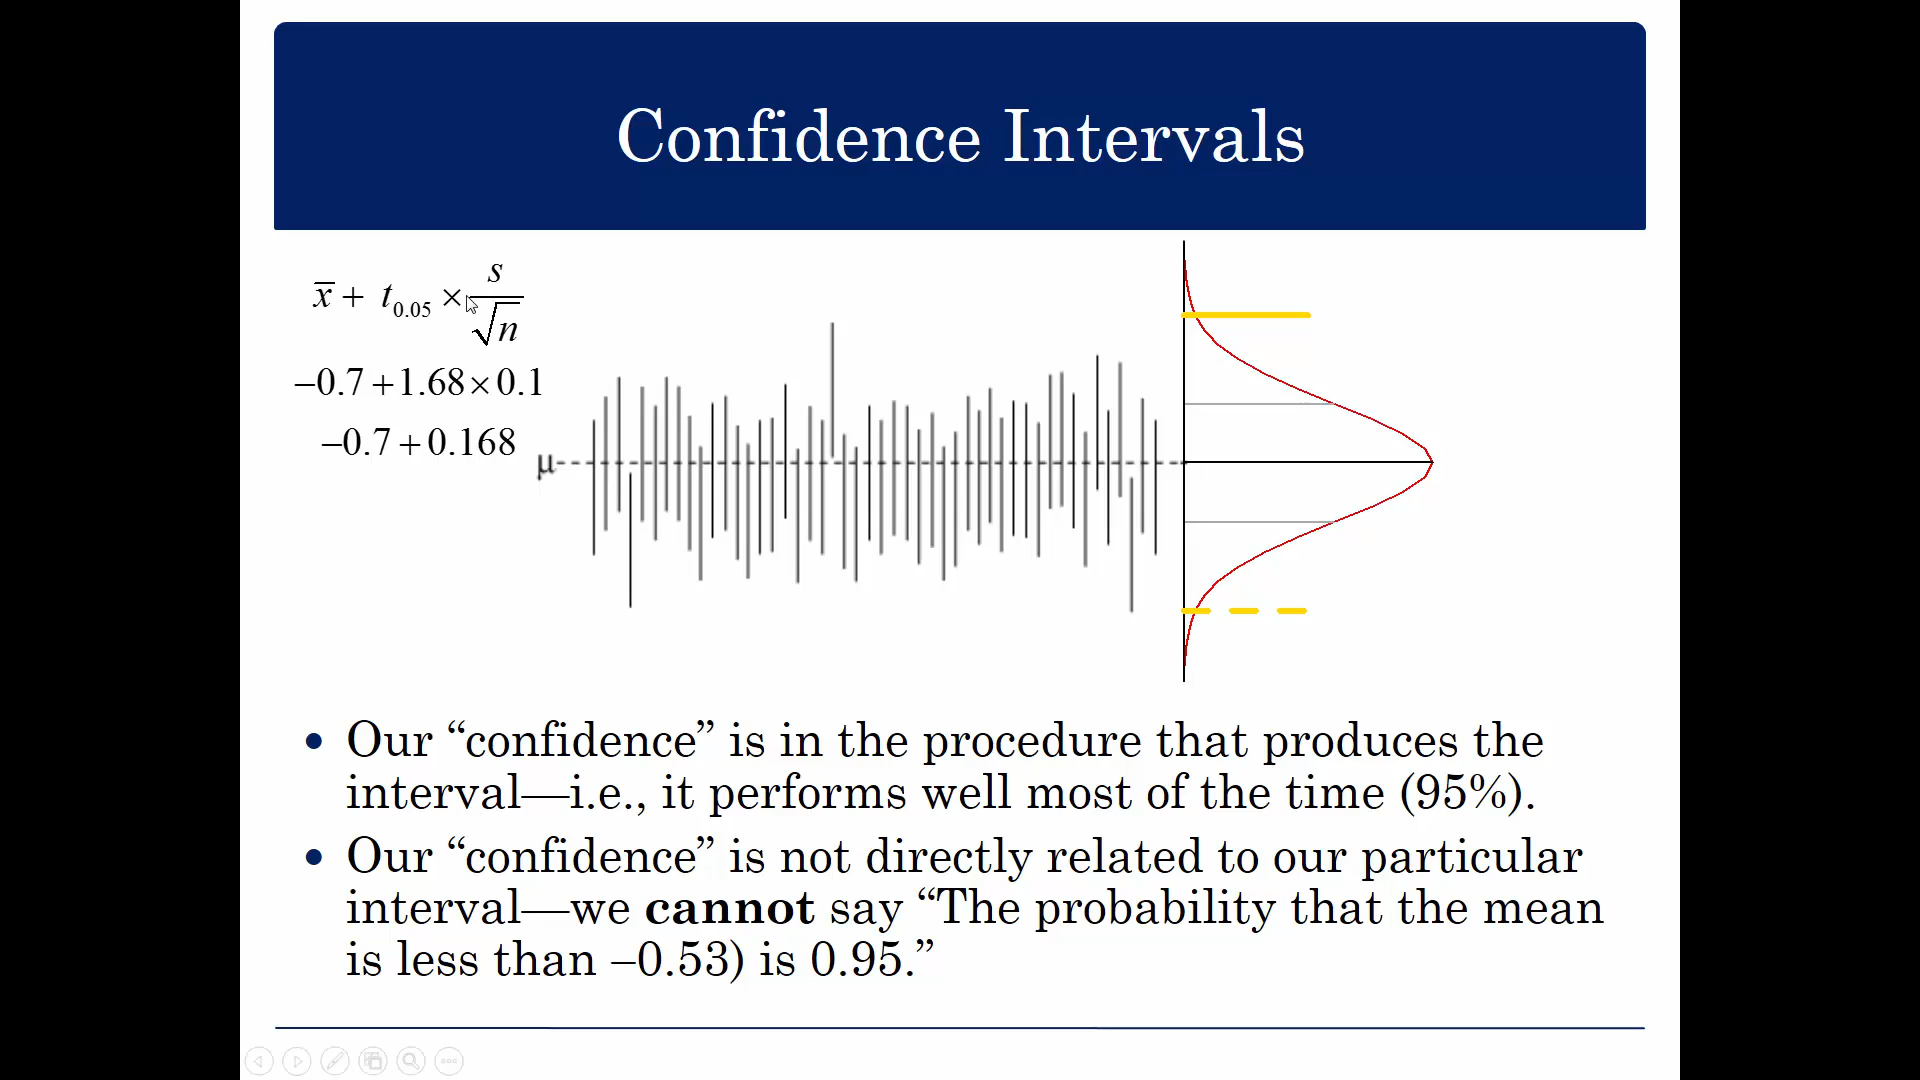 Confidence Intervals
x̄ + t₀.₀₅ × s/√n
−0.7 + 1.68 × 0.1
−0.7 + 0.168
μ
• Our “confidence” is in the procedure that produces the
interval—i.e., it performs well most of the time (95%).
• Our “confidence” is not directly related to our particular
interval—we cannot say “The probability that the mean
is less than –0.53) is 0.95.”